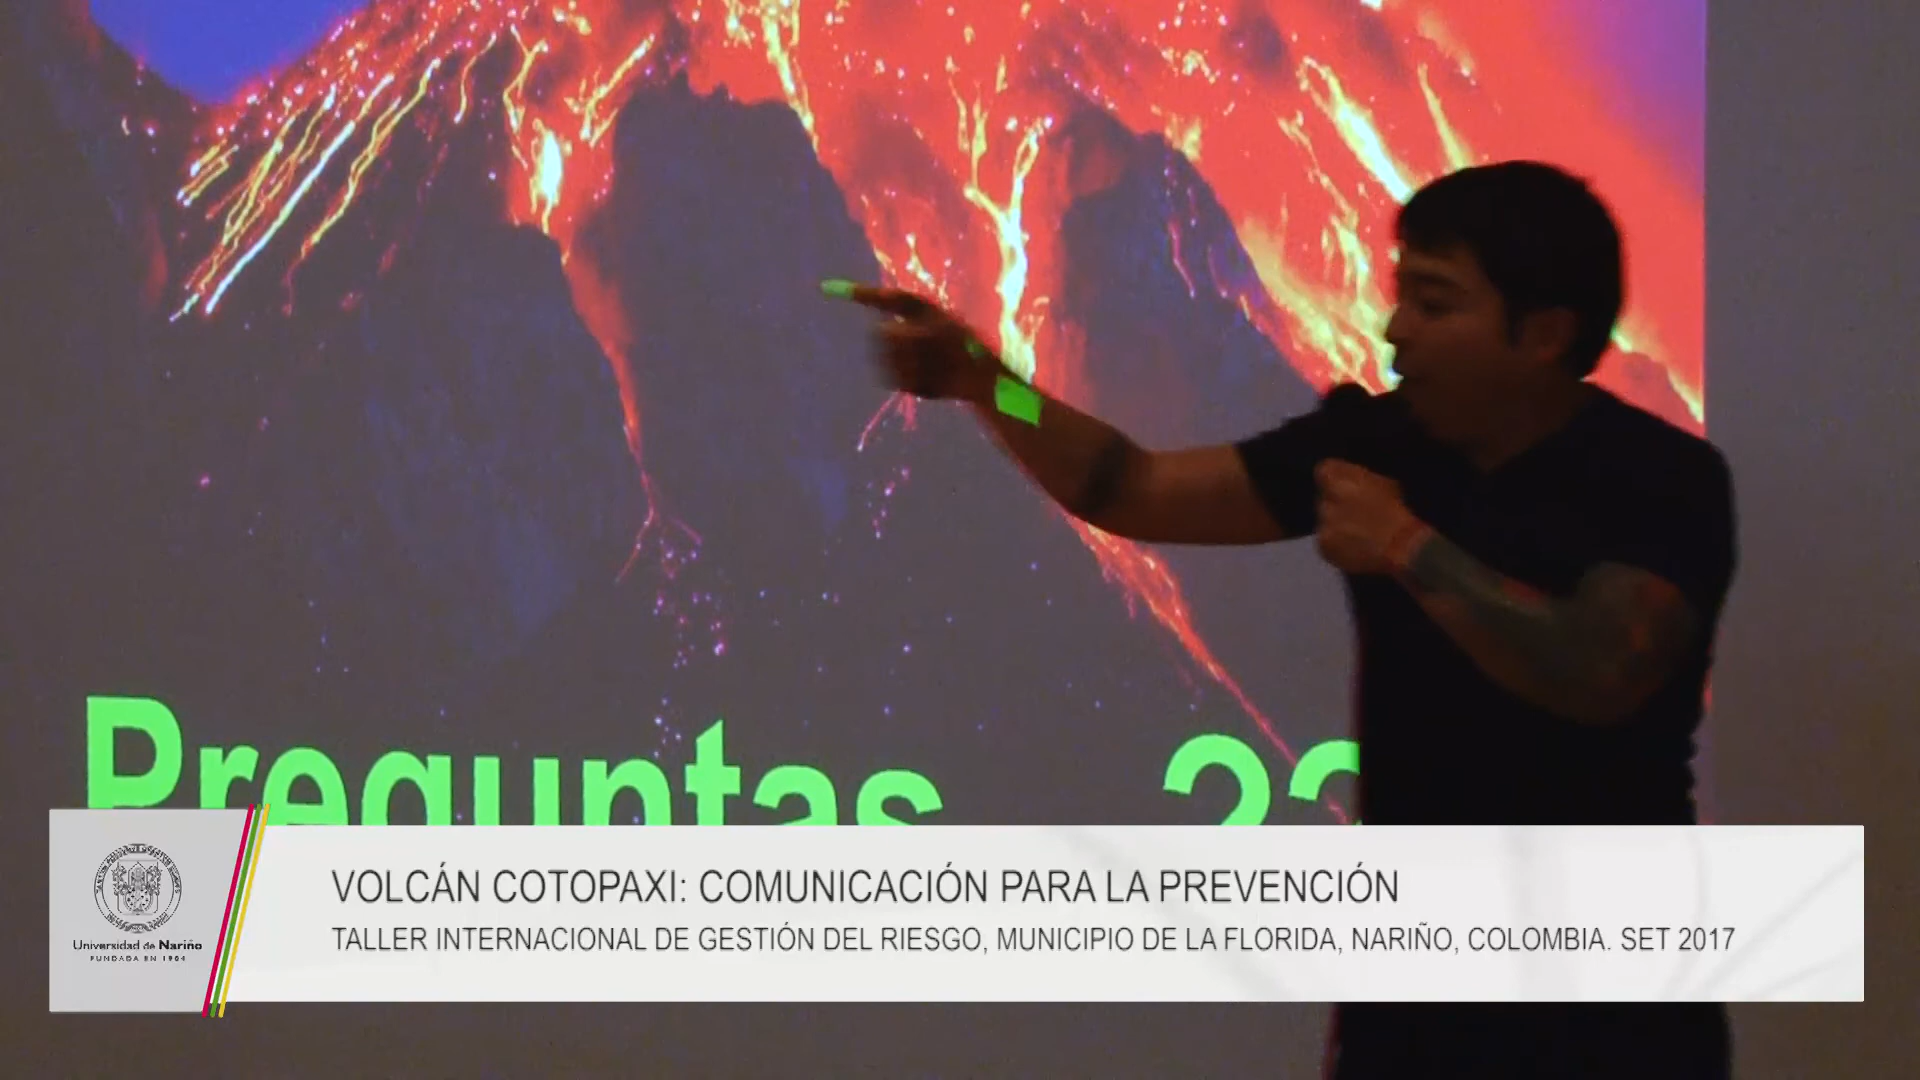 Preguntas ??
VOLCÁN COTOPAXI: COMUNICACIÓN PARA LA PREVENCIÓN
TALLER INTERNACIONAL DE GESTIÓN DEL RIESGO, MUNICIPIO DE LA FLORIDA, NARIÑO, COLOMBIA. SET 2017
Universidad de Nariño
FUNDADA EN 1904